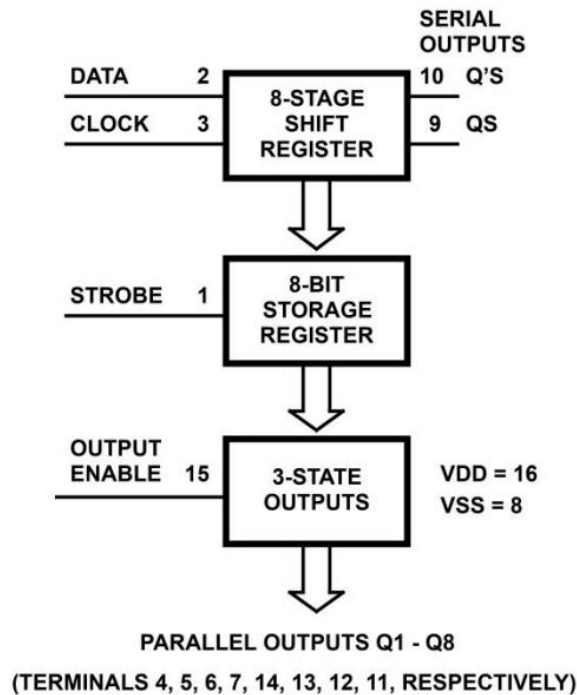 SERIAL
OUTPUTS
DATA 2
10 Q'S
CLOCK 3
9 QS
8-STAGE
SHIFT
REGISTER
STROBE 1
8-BIT
STORAGE
REGISTER
OUTPUT
ENABLE 15
3-STATE
OUTPUTS
VDD = 16
VSS = 8
PARALLEL OUTPUTS Q1 - Q8
(TERMINALS 4, 5, 6, 7, 14, 13, 12, 11, RESPECTIVELY)